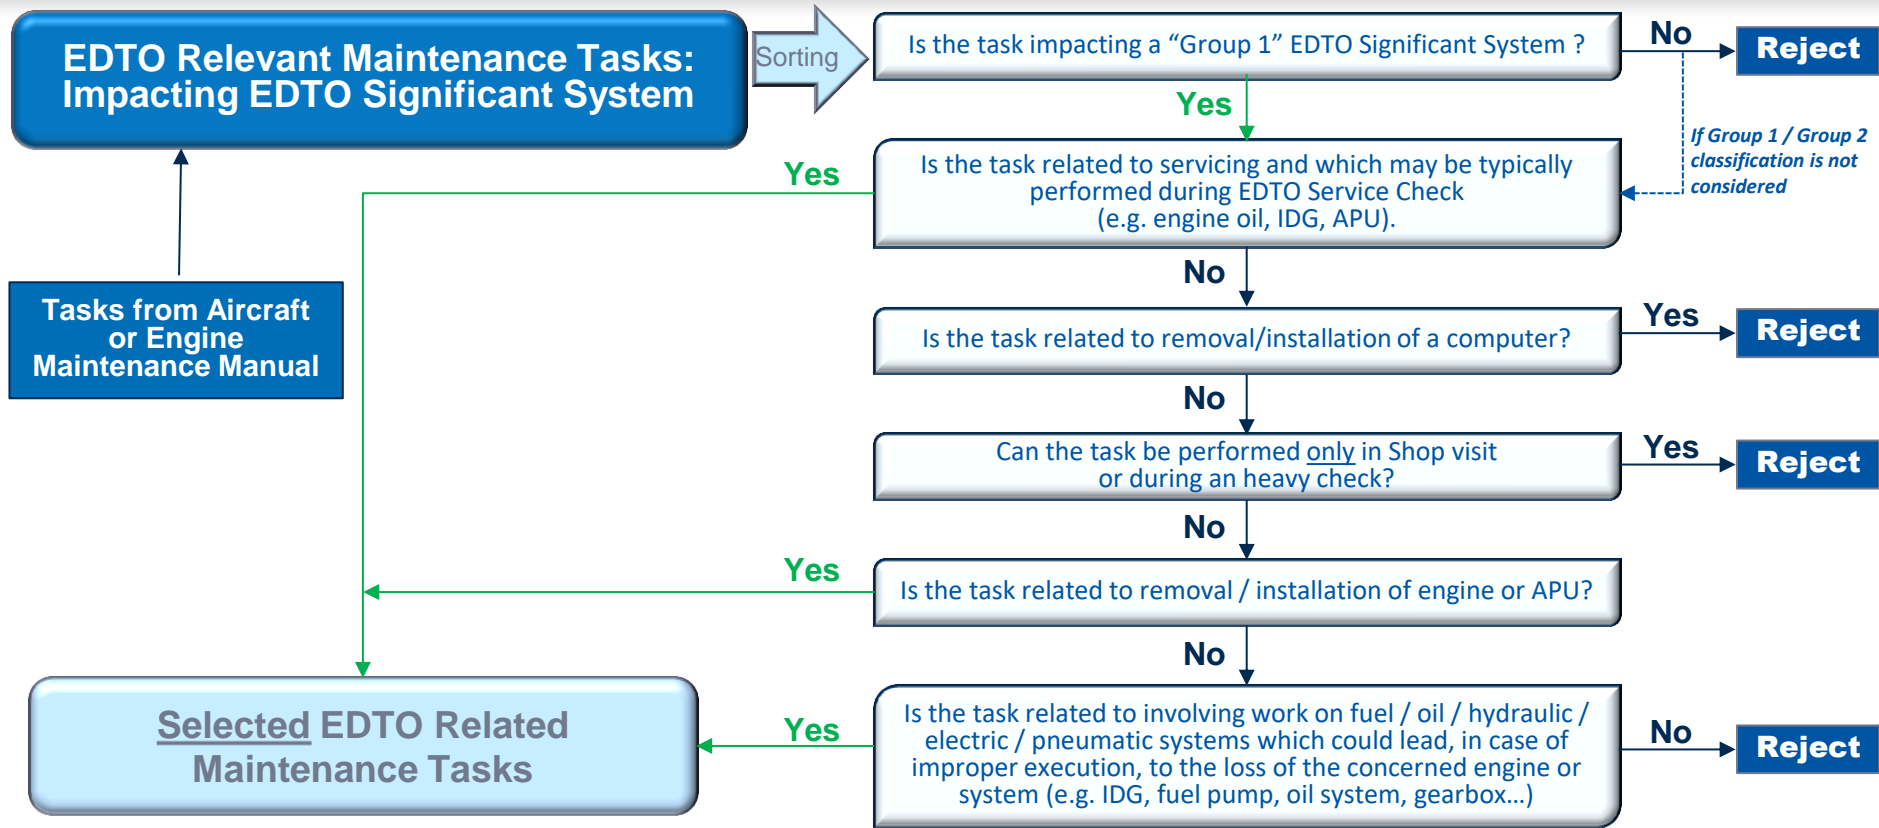 EDTO Relevant Maintenance Tasks:
Impacting EDTO Significant System
Sorting
Is the task impacting a “Group 1” EDTO Significant System ?
No
Reject
Yes
If Group 1 / Group 2
classification is not
considered
Is the task related to servicing and which may be typically
performed during EDTO Service Check
(e.g. engine oil, IDG, APU).
Yes
No
Tasks from Aircraft
or Engine
Maintenance Manual
Is the task related to removal/installation of a computer?
Yes
Reject
No
Can the task be performed only in Shop visit
or during an heavy check?
Yes
Reject
No
Is the task related to removal / installation of engine or APU?
Yes
No
Is the task related to involving work on fuel / oil / hydraulic /
electric / pneumatic systems which could lead, in case of
improper execution, to the loss of the concerned engine or
system (e.g. IDG, fuel pump, oil system, gearbox…)
Yes
No
Reject
Selected EDTO Related
Maintenance Tasks